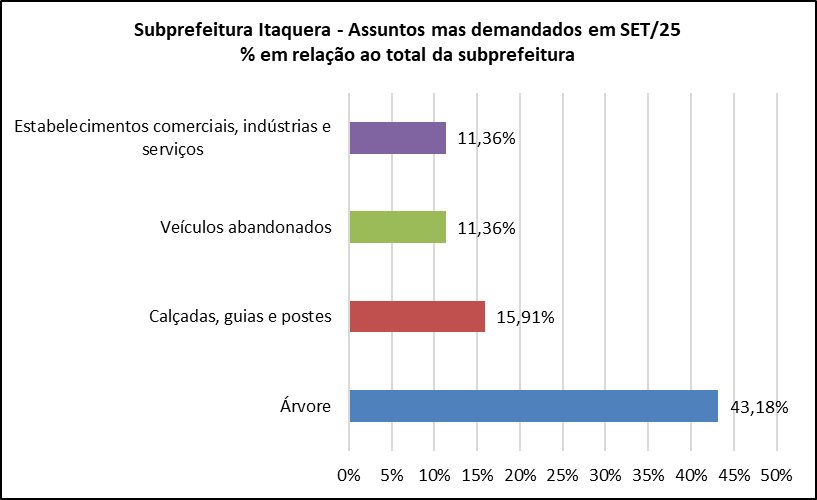 Subprefeitura Itaquera - Assuntos mas demandados em SET/25
% em relação ao total da subprefeitura
Estabelecimentos comerciais, indústrias e
serviços
11,36%
Veículos abandonados
11,36%
Calçadas, guias e postes
15,91%
Árvore
43,18%
0% 5% 10% 15% 20% 25% 30% 35% 40% 45% 50%